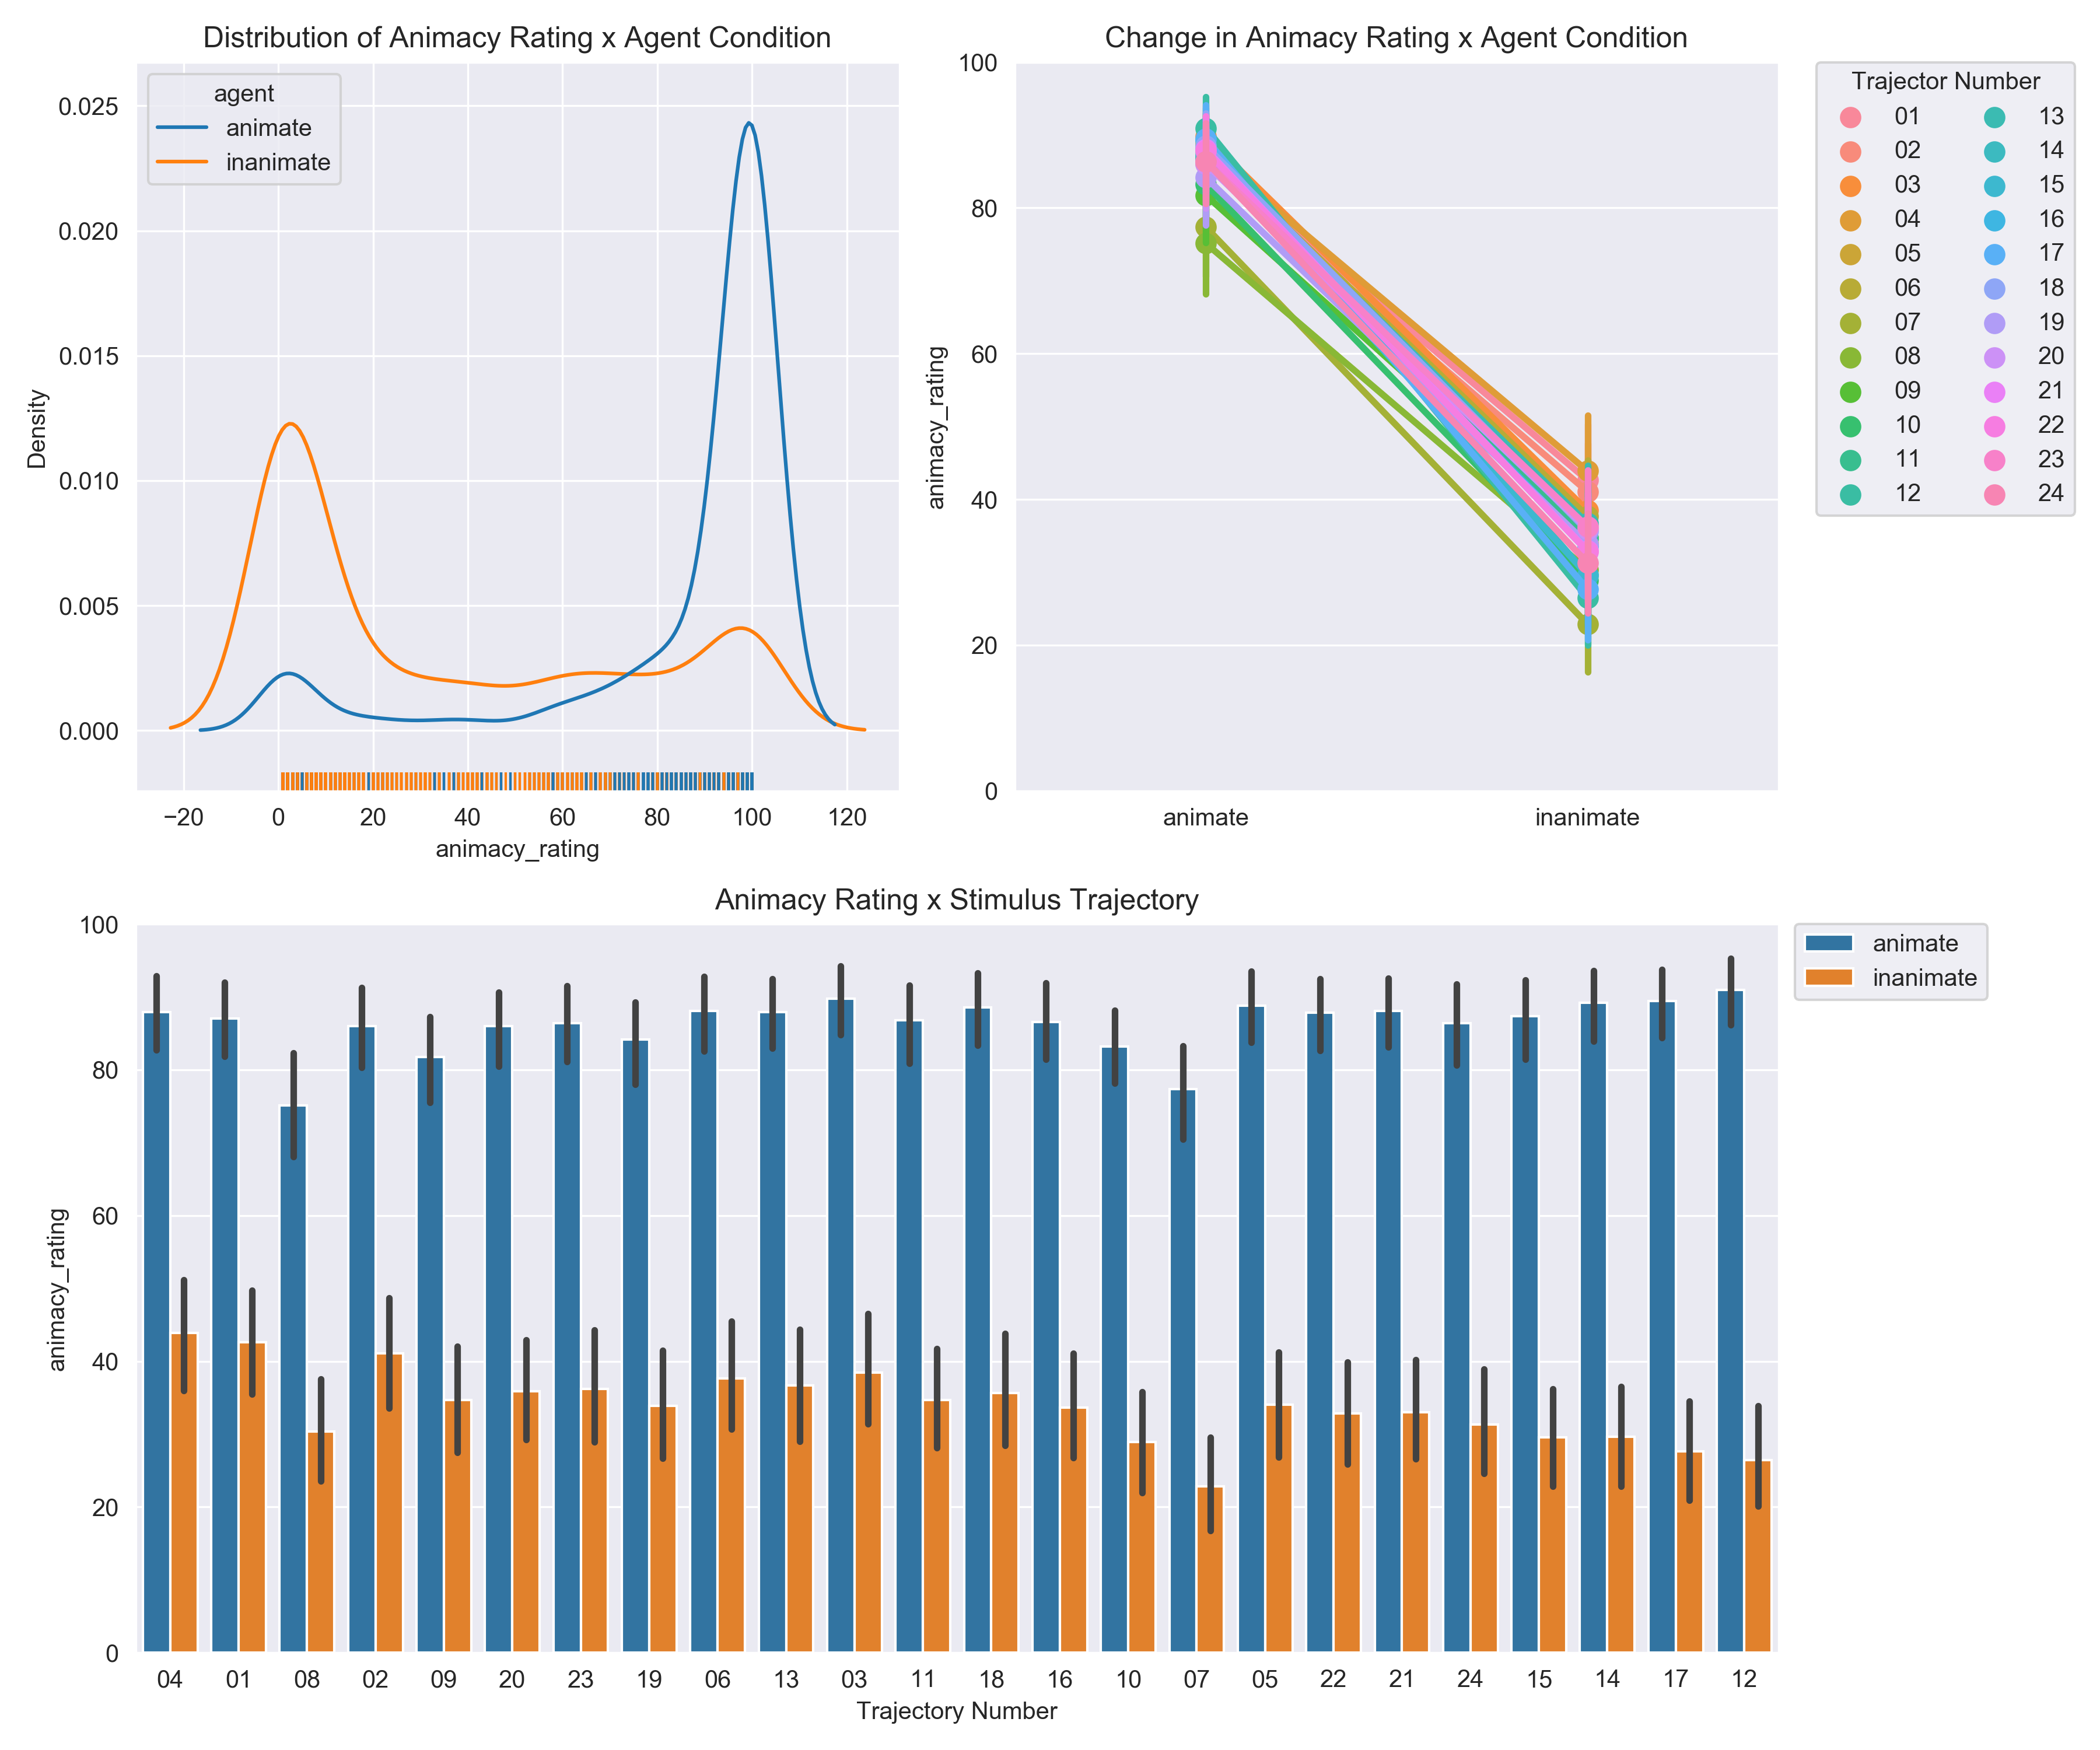 Distribution of Animacy Rating x Agent Condition
agent
animate
inanimate
0.025
0.020
0.015
0.010
0.005
0.000
Density
−20 0 20 40 60 80 100 120
animacy_rating
Change in Animacy Rating x Agent Condition
100
80
60
40
20
0
animacy_rating
animate inanimate
Trajector Number
01 13
02 14
03 15
04 16
05 17
06 18
07 19
08 20
09 21
10 22
11 23
12 24
Animacy Rating x Stimulus Trajectory
100
80
60
40
20
0
animacy_rating
04 01 08 02 09 20 23 19 06 13 03 11 18 16 10 07 05 22 21 24 15 14 17 12
Trajectory Number
animate
inanimate